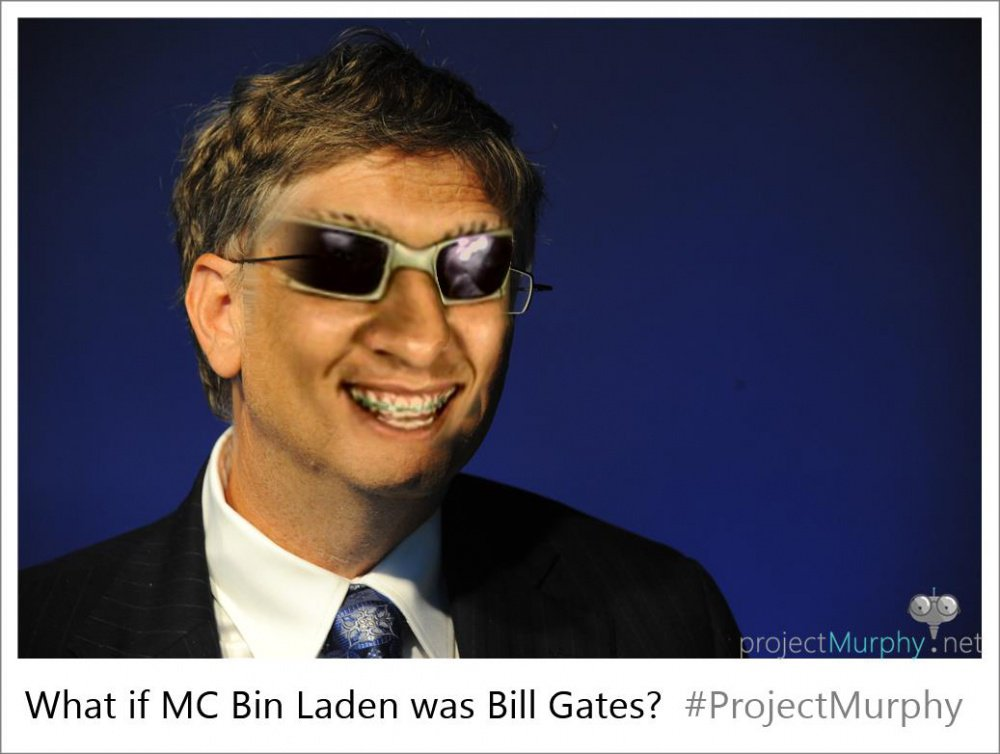 projectMurphy.net
What if MC Bin Laden was Bill Gates? #ProjectMurphy